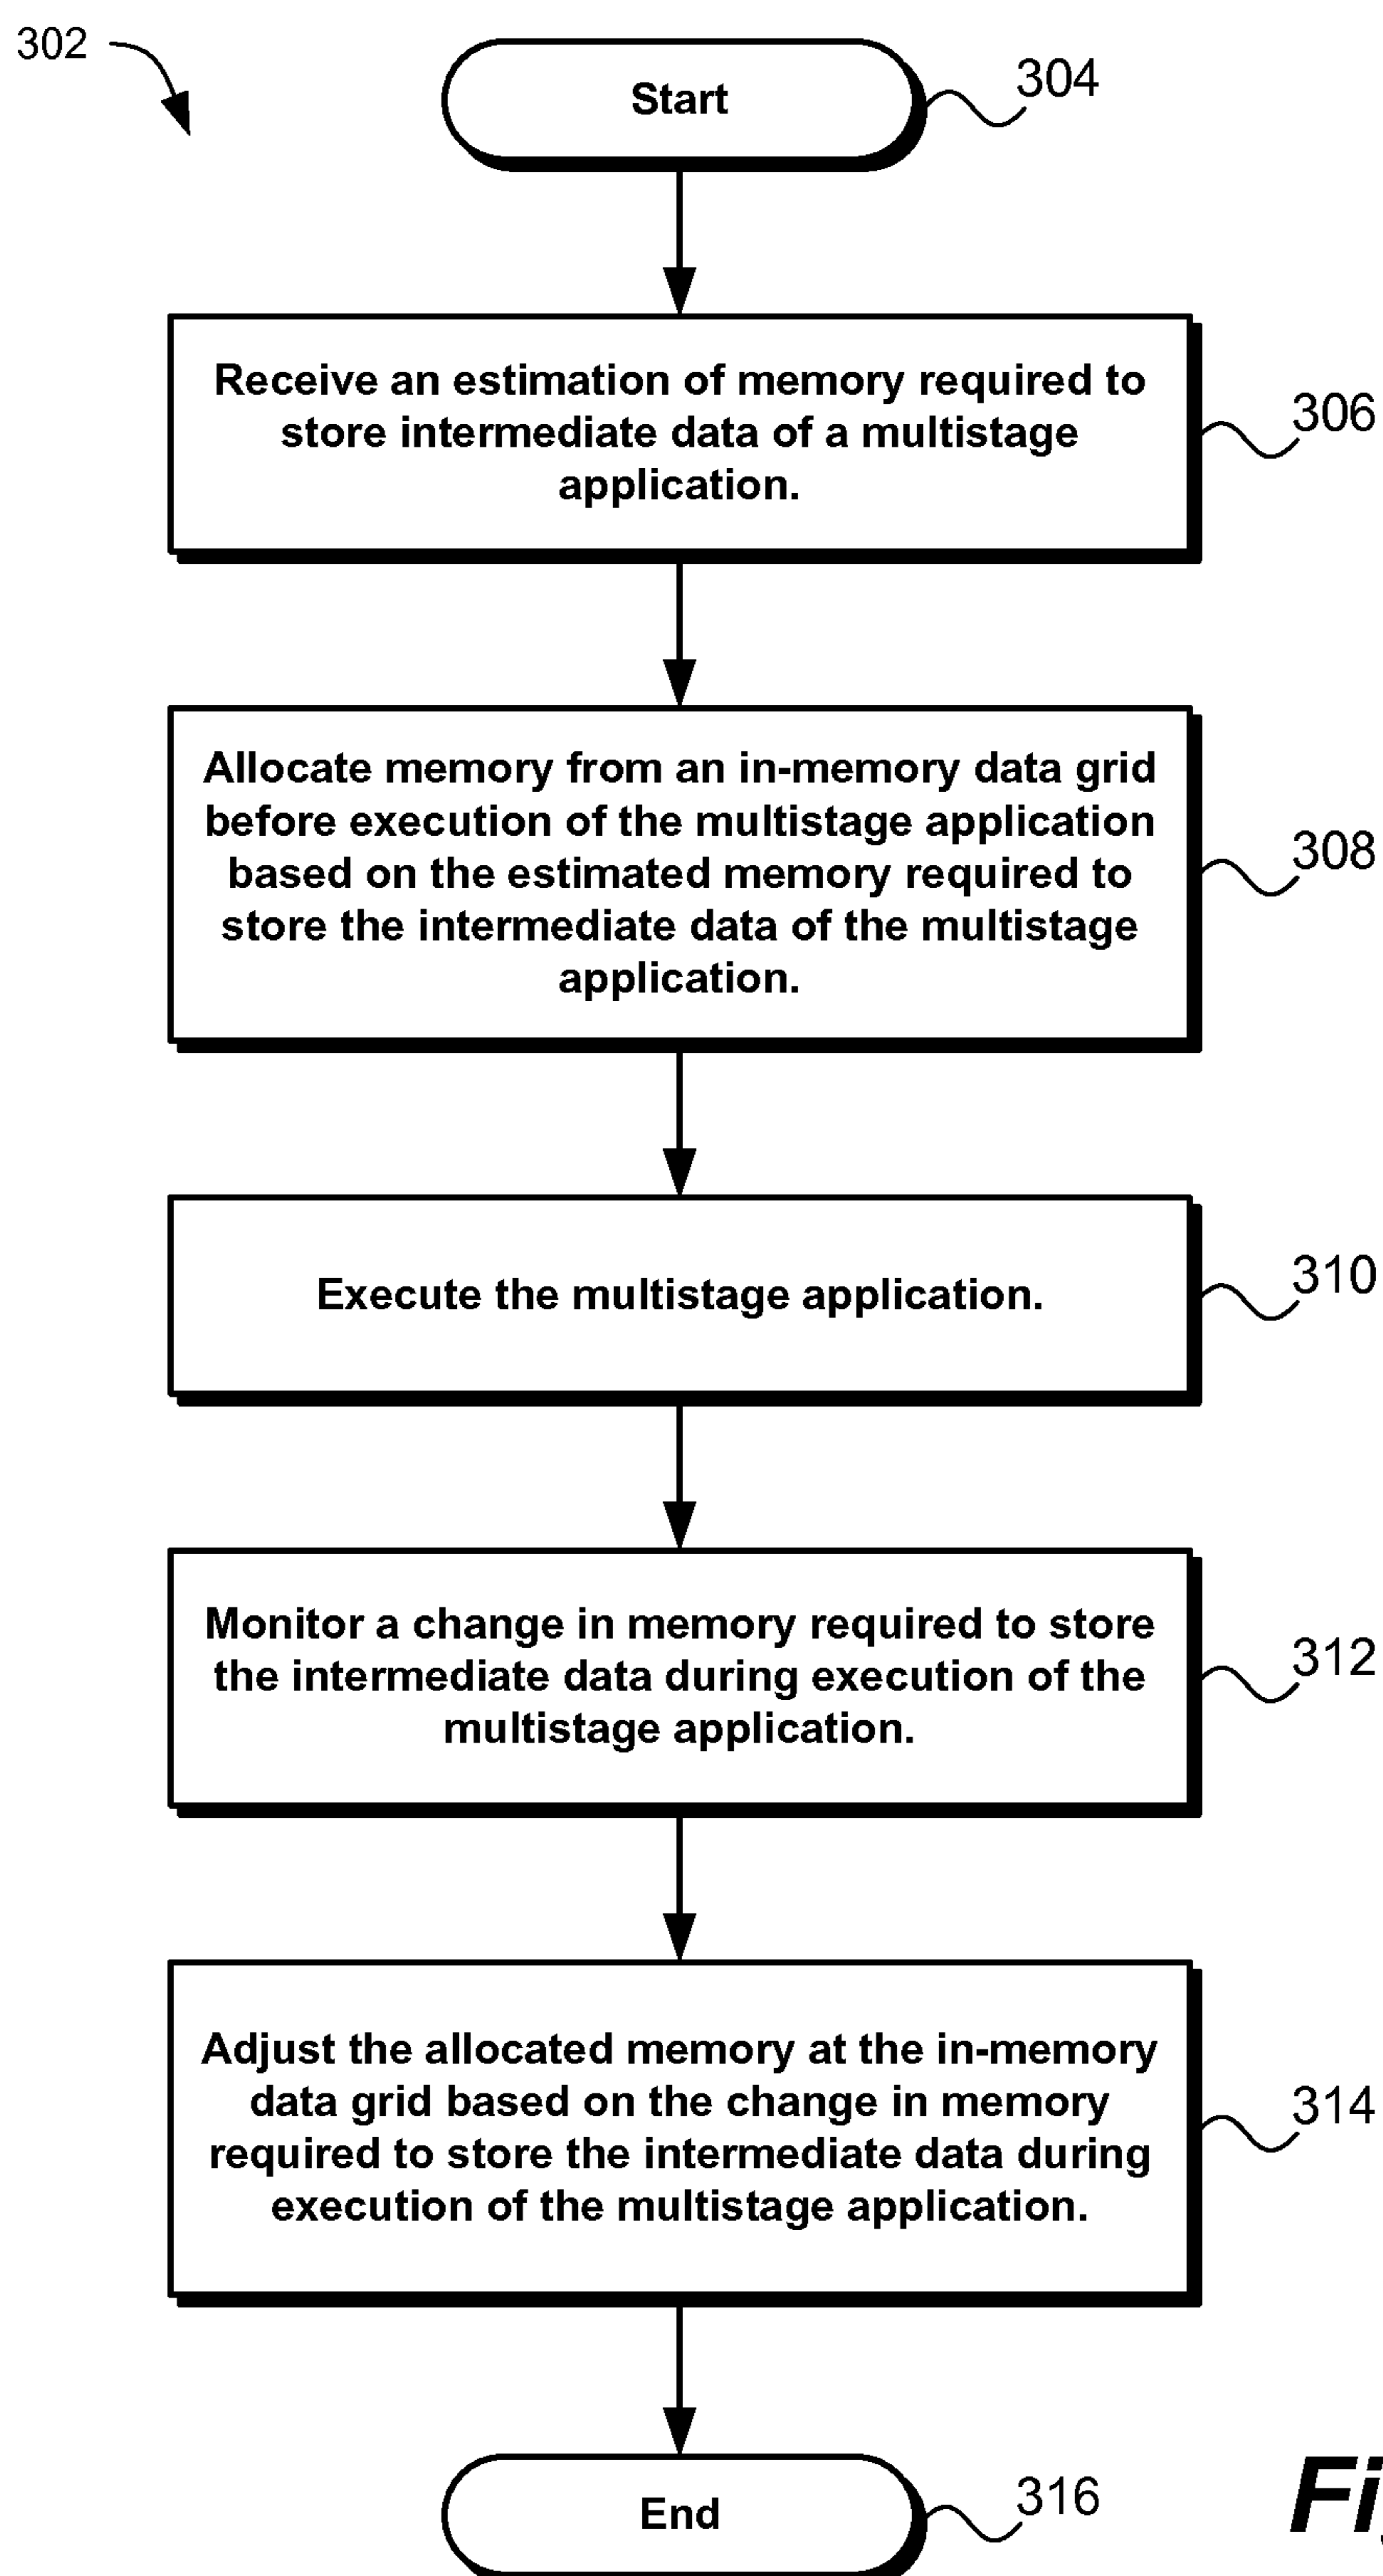 302
Start
304
Receive an estimation of memory required to
store intermediate data of a multistage
application.
306
Allocate memory from an in-memory data grid
before execution of the multistage application
based on the estimated memory required to
store the intermediate data of the multistage
application.
308
Execute the multistage application.
310
Monitor a change in memory required to store
the intermediate data during execution of the
multistage application.
312
Adjust the allocated memory at the in-memory
data grid based on the change in memory
required to store the intermediate data during
execution of the multistage application.
314
End
316